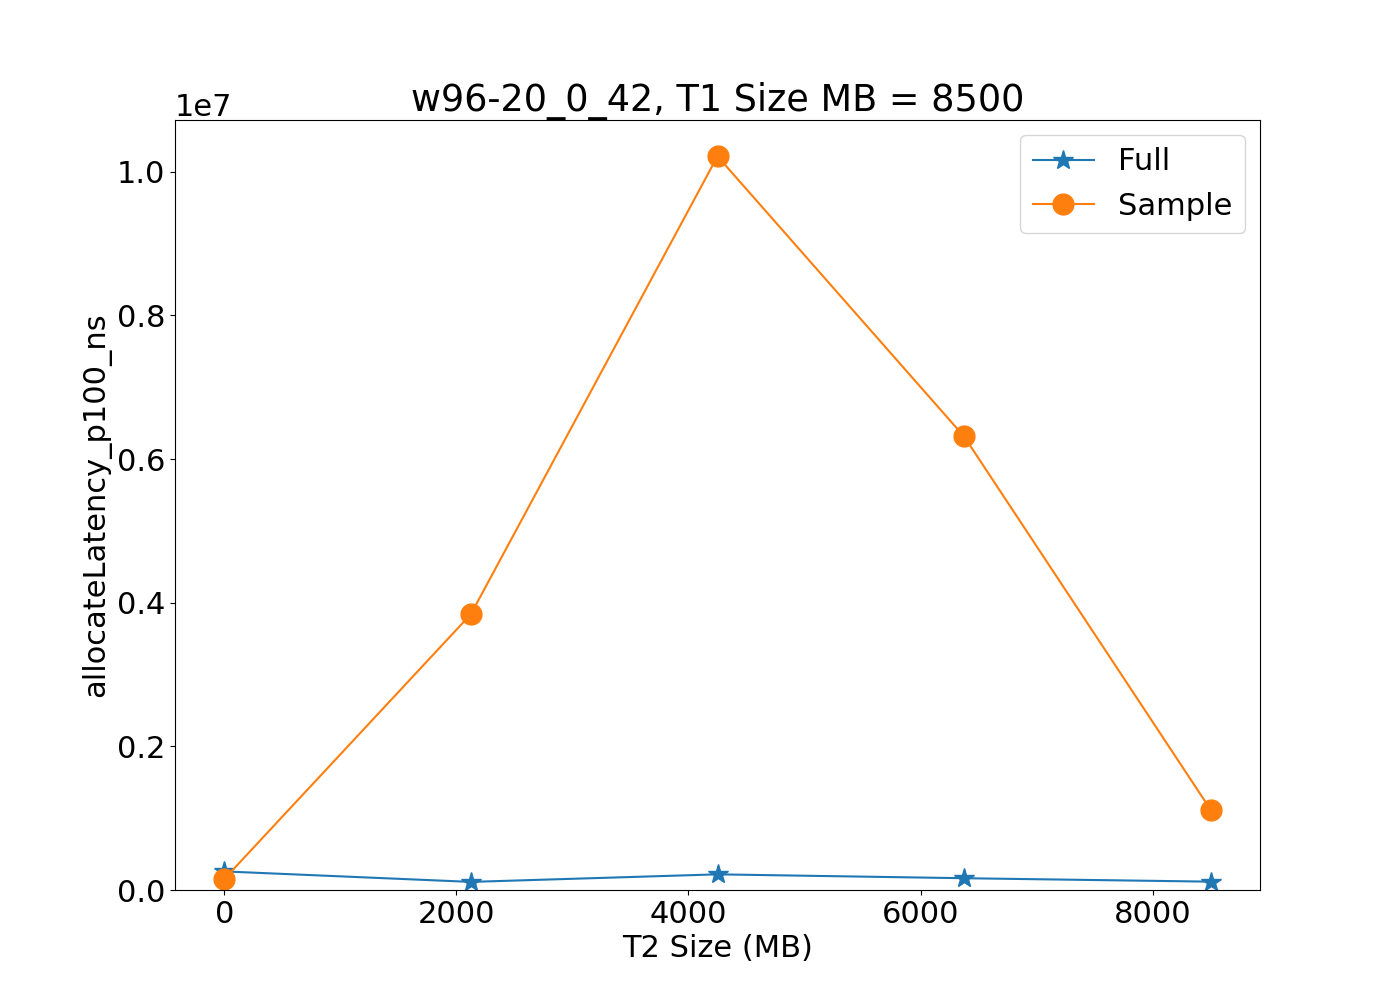 w96-20_0_42, T1 Size MB = 8500
1e7
Full
Sample
1.0
0.8
0.6
0.4
0.2
0.0
allocateLatency_p100_ns
0 2000 4000 6000 8000
T2 Size (MB)